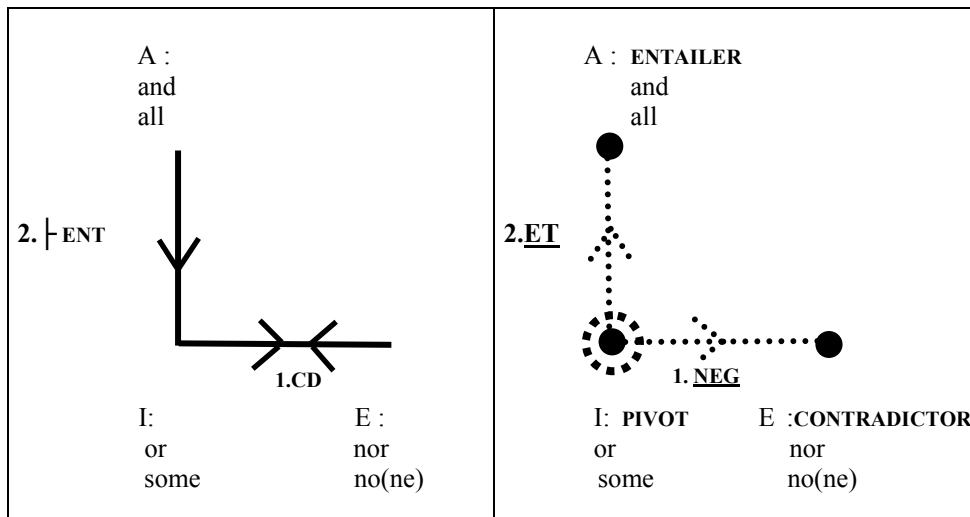 A :
and
all
2. ├ ENT
1.CD
I: E :
or nor
some no(ne)
A : ENTAILER
and
all
2.ET
1. NEG
I: PIVOT E :CONTRADICTOR
or nor
some no(ne)